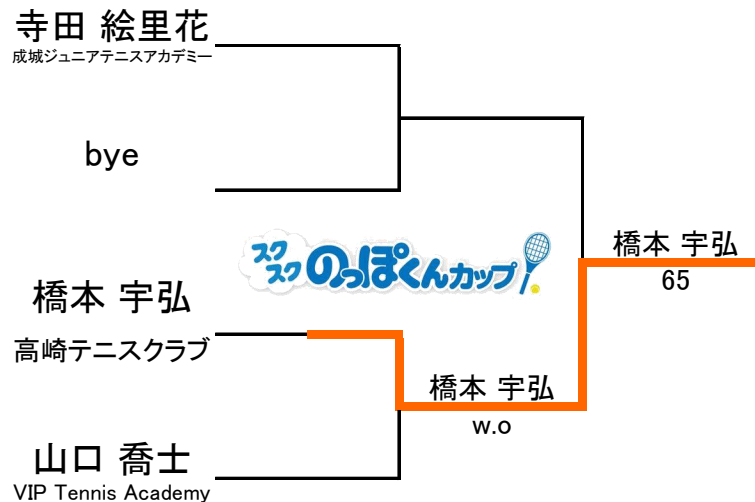 寺田 絵里花
成城ジュニアテニスアカデミー
bye
スク
スク のっぽくんカップ
橋本 宇弘
65
橋本 宇弘
高崎テニスクラブ
橋本 宇弘
w.o
山口 喬士
VIP Tennis Academy